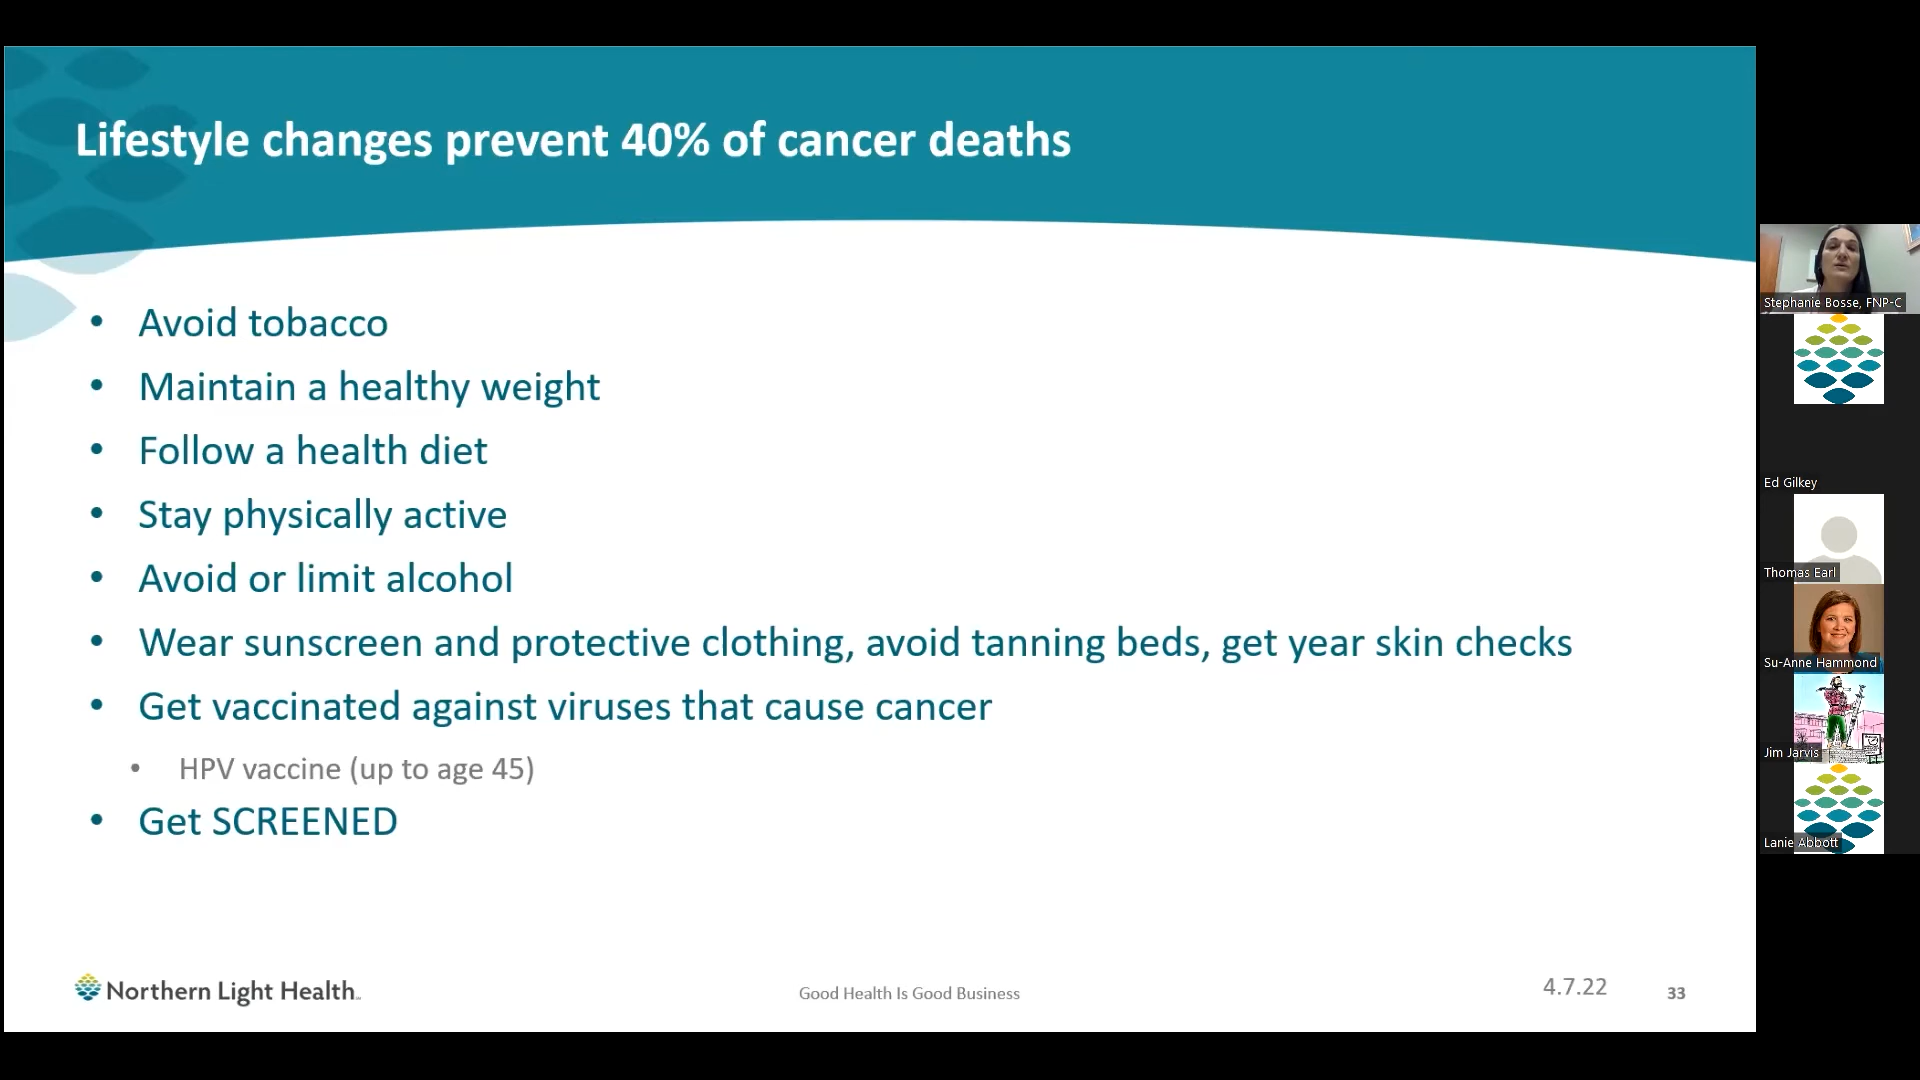 Lifestyle changes prevent 40% of cancer deaths
• Avoid tobacco
• Maintain a healthy weight
• Follow a health diet
• Stay physically active
• Avoid or limit alcohol
• Wear sunscreen and protective clothing, avoid tanning beds, get year skin checks
• Get vaccinated against viruses that cause cancer
• HPV vaccine (up to age 45)
• Get SCREENED
Northern Light Health
Good Health Is Good Business
4.7.22
33
Stephanie Bosse, FNP-C
Ed Gilkey
Thomas Earl
Su-Anne Hammond
Jim Jarvis
Lanie Abbott